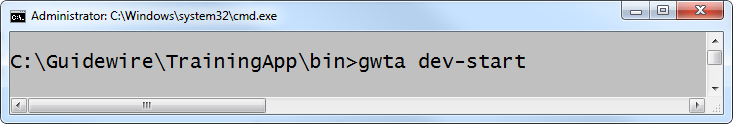 Administrator: C:\Windows\system32\cmd.exe
C:\Guidewire\TrainingApp\bin>gwta dev-start